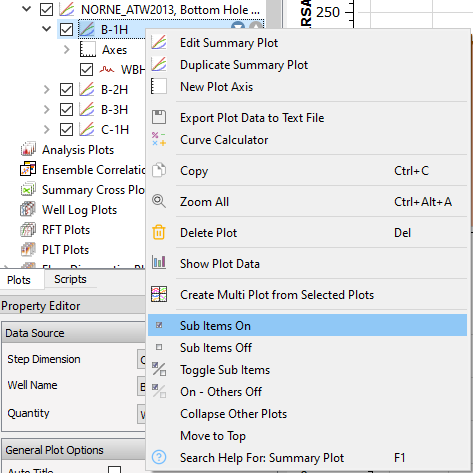 NORNE_ATW2013, Bottom Hole ...
B-1H
Axes
WBH
B-2H
B-3H
C-1H
Analysis Plots
Ensemble Correlatio
Summary Cross Plo
Well Log Plots
RFT Plots
PLT Plots
Plots
Scripts
Property Editor
Data Source
Step Dimension
Well Name
B
Quantity
W
General Plot Options
Auto Title
250
RSA
Edit Summary Plot
Duplicate Summary Plot
New Plot Axis
Export Plot Data to Text File
Curve Calculator
Copy Ctrl+C
Zoom All Ctrl+Alt+A
Delete Plot Del
Show Plot Data
Create Multi Plot from Selected Plots
Sub Items On
Sub Items Off
Toggle Sub Items
On - Others Off
Collapse Other Plots
Move to Top
Search Help For: Summary Plot F1